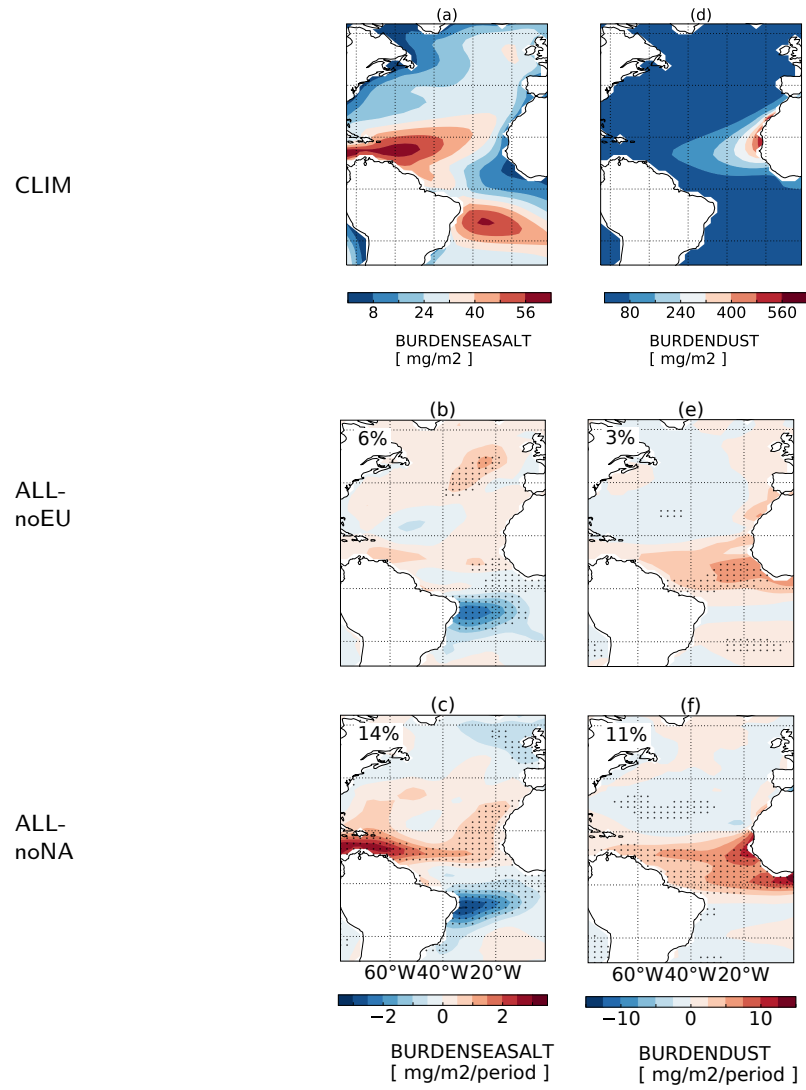 (a)
(d)
CLIM
8 24 40 56
80 240 400 560
BURDENSEASALT
[ mg/m2 ]
BURDENDUST
[ mg/m2 ]
(b)
(e)
6%
3%
ALL-
noEU
(c)
(f)
14%
11%
ALL-
noNA
60°W40°W20°W
60°W40°W20°W
−2 0 2
−10 0 10
BURDENSEASALT
[ mg/m2/period ]
BURDENDUST
[ mg/m2/period ]